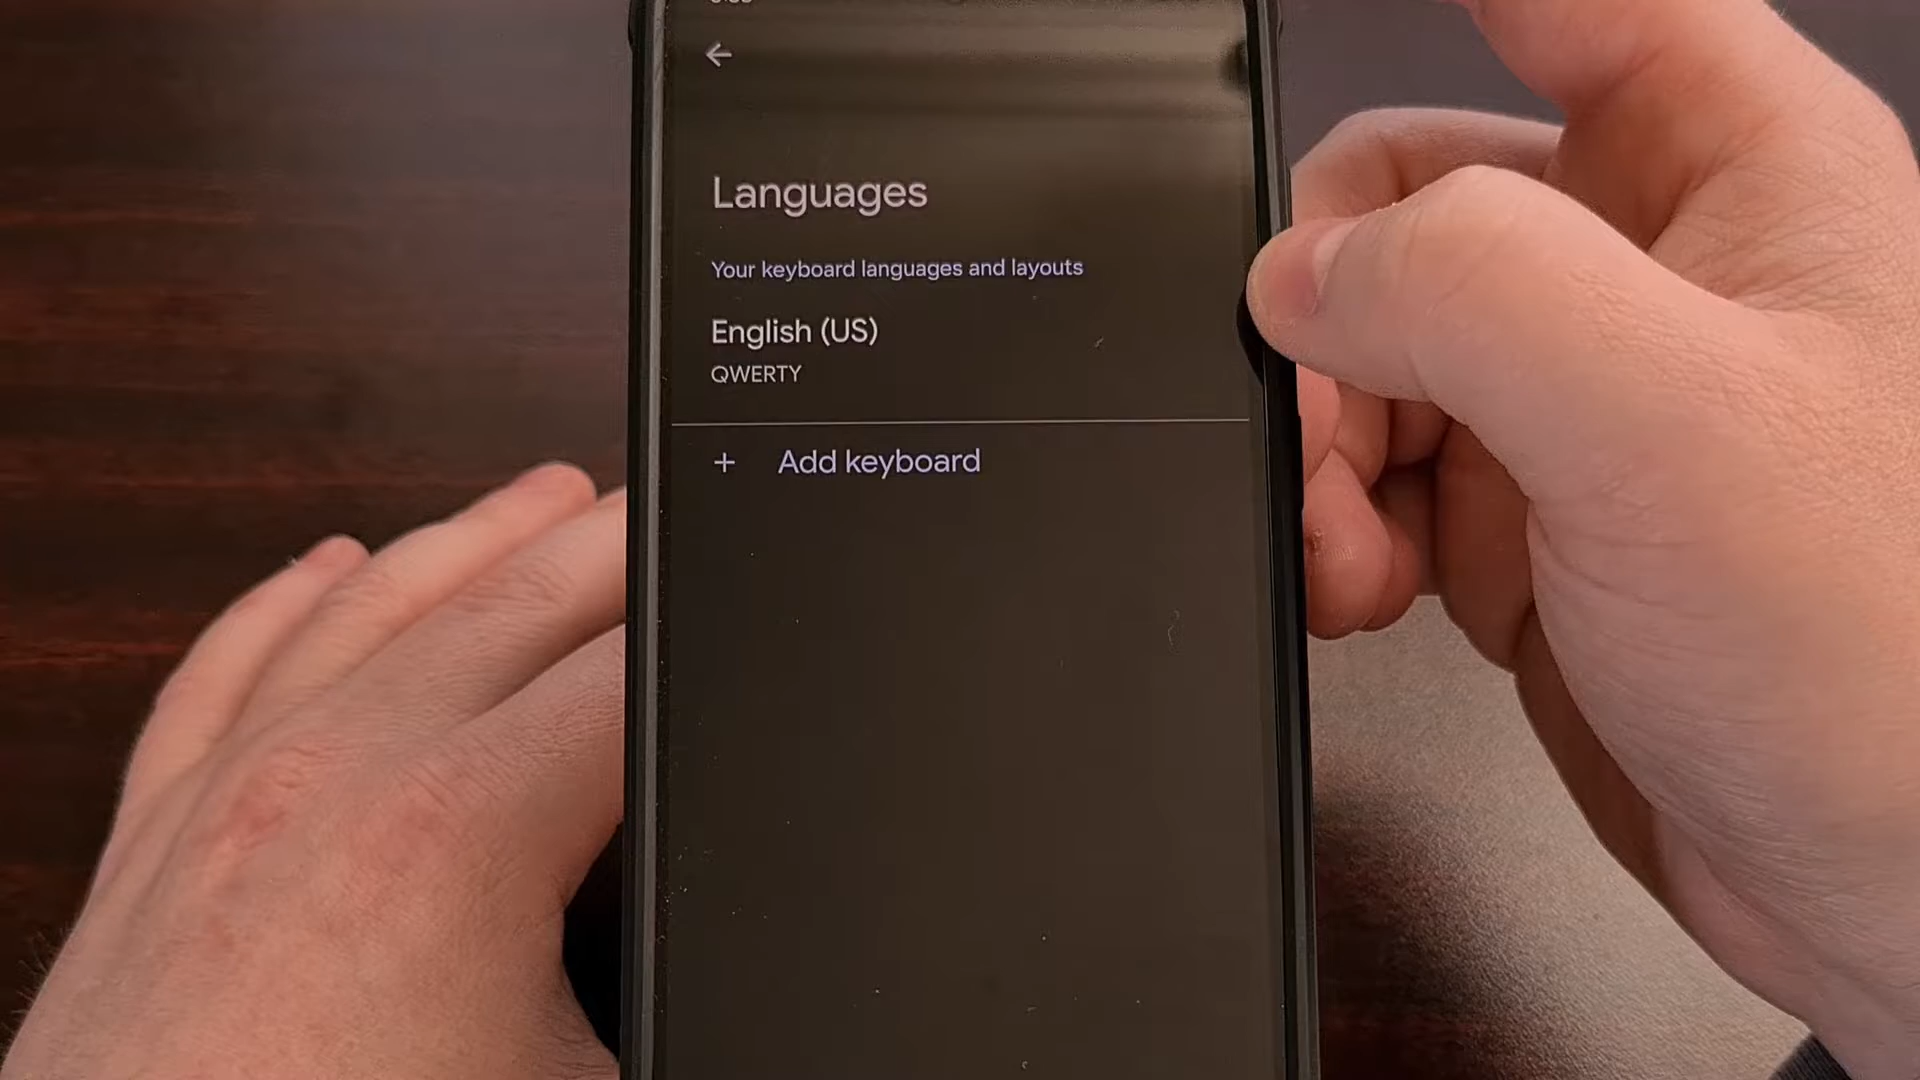 Languages
Your keyboard languages and layouts
English (US)
QWERTY
+ Add keyboard